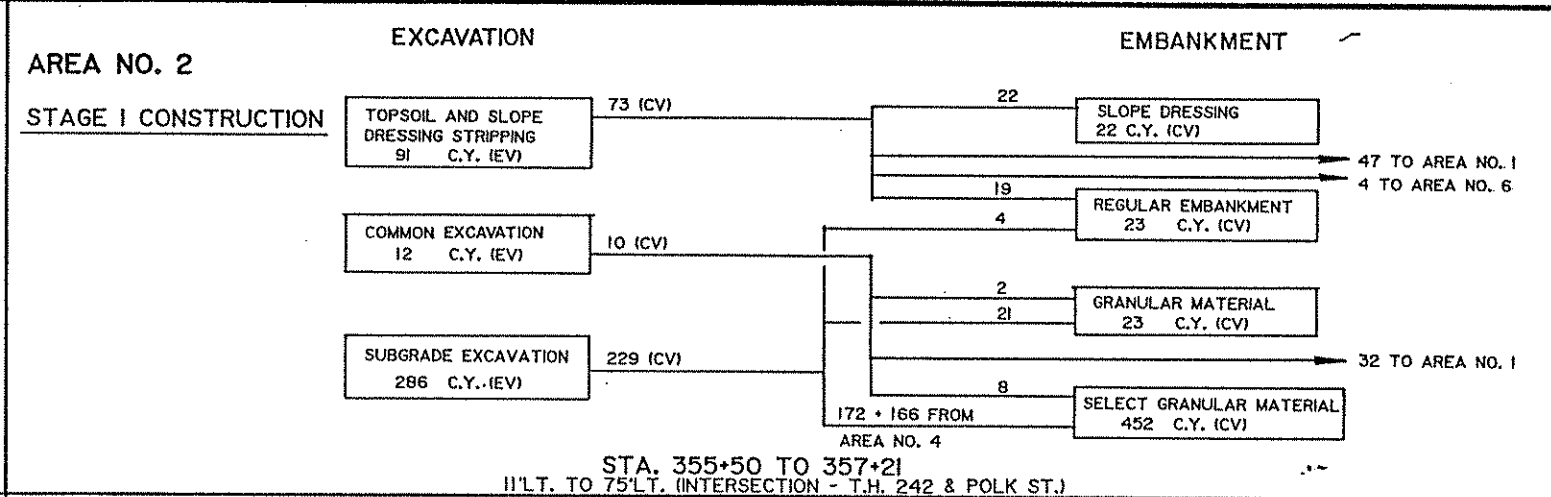 EXCAVATION
EMBANKMENT
AREA NO. 2
STAGE I CONSTRUCTION
TOPSOIL AND SLOPE
DRESSING STRIPPING
91 C.Y. (EV)
73 (CV)
22
SLOPE DRESSING
22 C.Y. (CV)
47 TO AREA NO. 1
4 TO AREA NO. 6
19
4
REGULAR EMBANKMENT
23 C.Y. (CV)
COMMON EXCAVATION
12 C.Y. (EV)
10 (CV)
2
21
GRANULAR MATERIAL
23 C.Y. (CV)
SUBGRADE EXCAVATION
286 C.Y. (EV)
229 (CV)
32 TO AREA NO. 1
8
172 + 166 FROM
AREA NO. 4
SELECT GRANULAR MATERIAL
452 C.Y. (CV)
STA. 355+50 TO 357+21
11'LT. TO 75'LT. (INTERSECTION - T.H. 242 & POLK ST.)